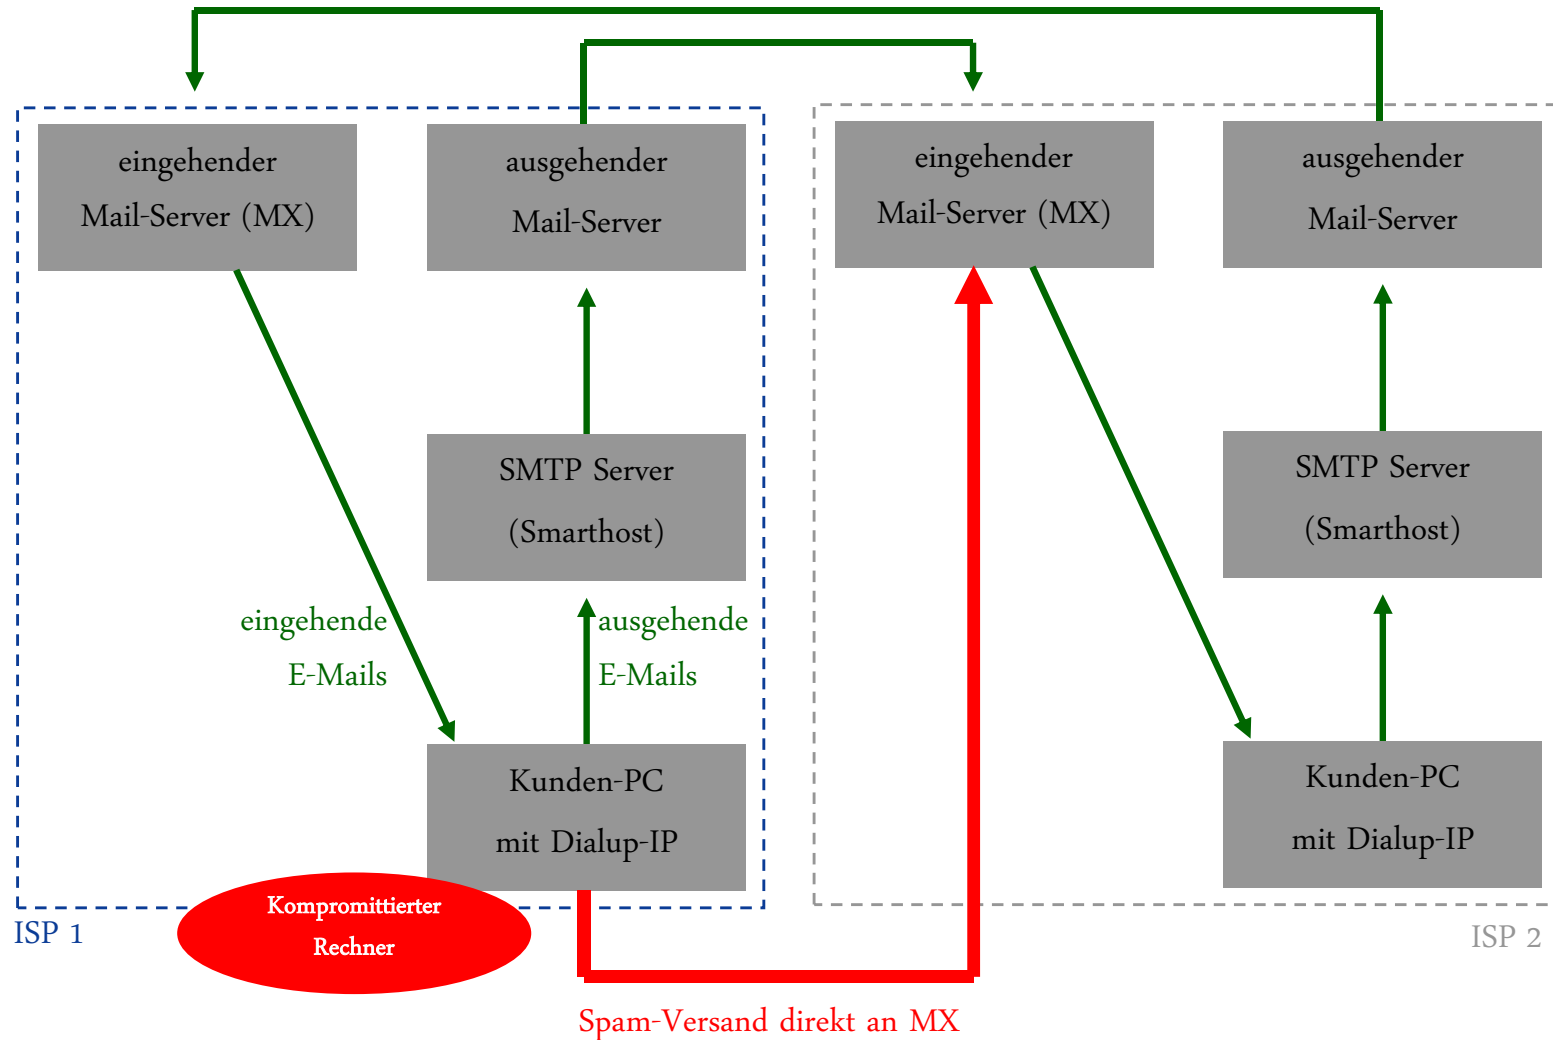 eingehender
Mail-Server (MX)
ausgehender
Mail-Server
eingehender
Mail-Server (MX)
ausgehender
Mail-Server
SMTP Server
(Smarthost)
SMTP Server
(Smarthost)
eingehende
E-Mails
ausgehende
E-Mails
Kunden-PC
mit Dialup-IP
Kunden-PC
mit Dialup-IP
Kompromittierter
Rechner
ISP 1
ISP 2
Spam-Versand direkt an MX